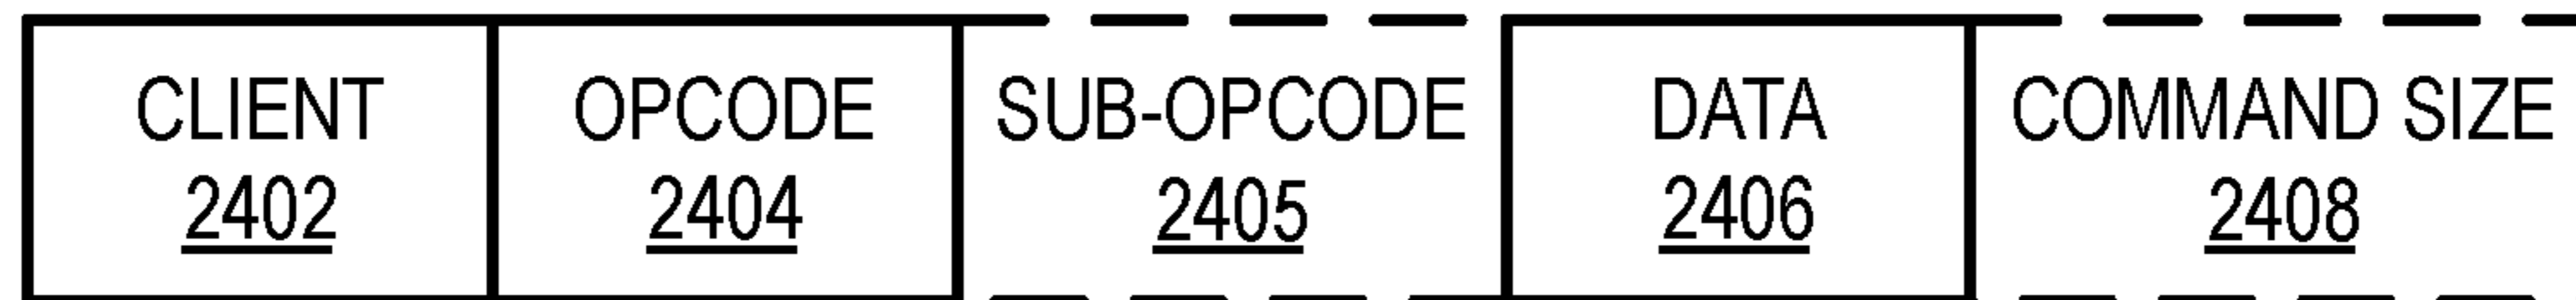 CLIENT OPCODE SUB-OPCODE DATA COMMAND SIZE
2402 2404 2405 2406 2408